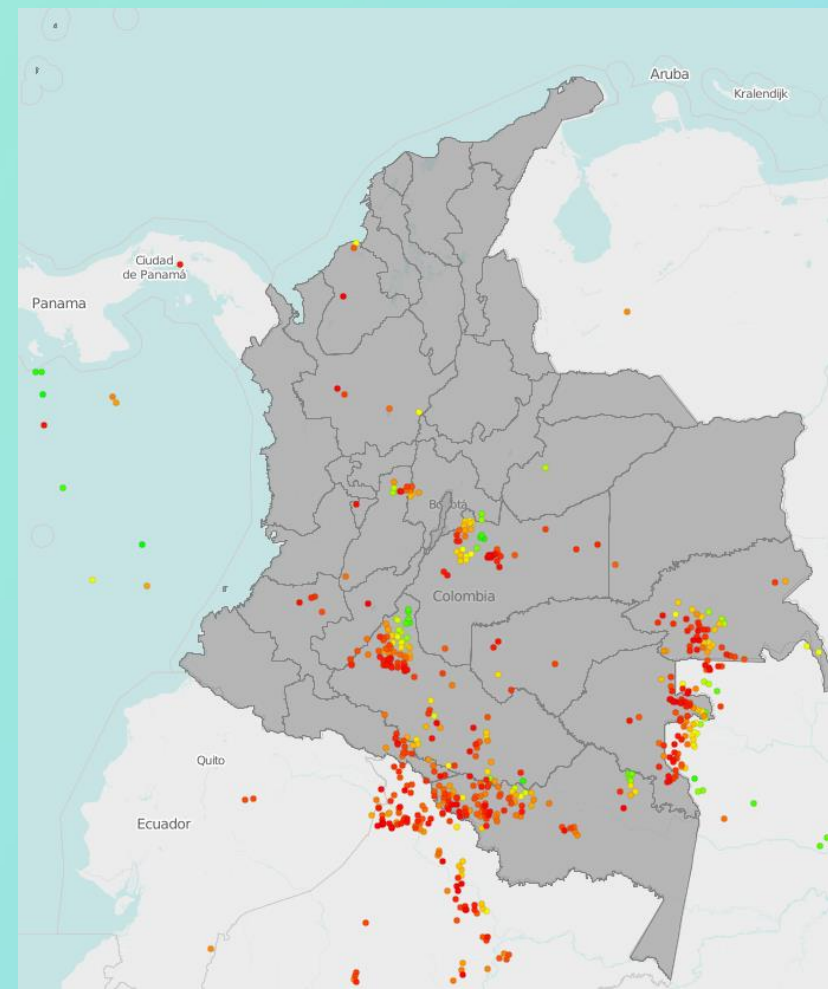 Aruba
Kralendijk
Ciudad
de Panamá
Panama
Bogotá
Colombia
Quito
Ecuador